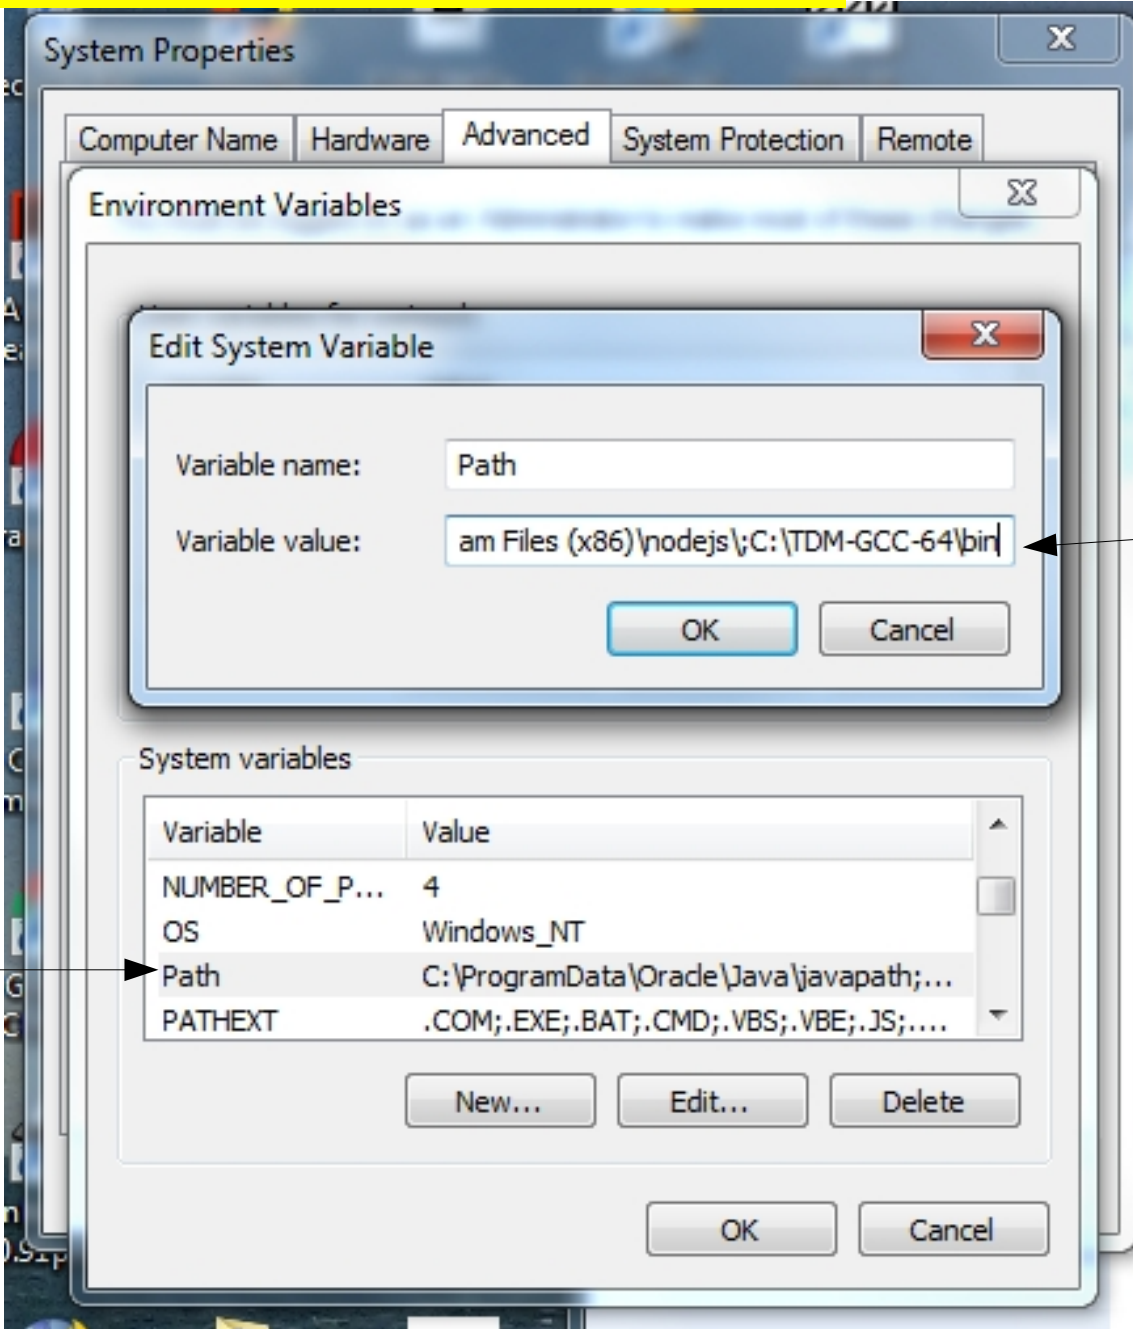 System Properties
Computer Name Hardware Advanced System Protection Remote
Environment Variables
Edit System Variable
Variable name: Path
Variable value: am Files (x86)\nodejs\;C:\TDM-GCC-64\bin
OK Cancel
System variables
Variable Value
NUMBER_OF_P... 4
OS Windows_NT
Path C:\ProgramData\Oracle\Java\javapath;...
PATHEXT .COM;.EXE;.BAT;.CMD;.VBS;.VBE;.JS;....
New... Edit... Delete
OK Cancel